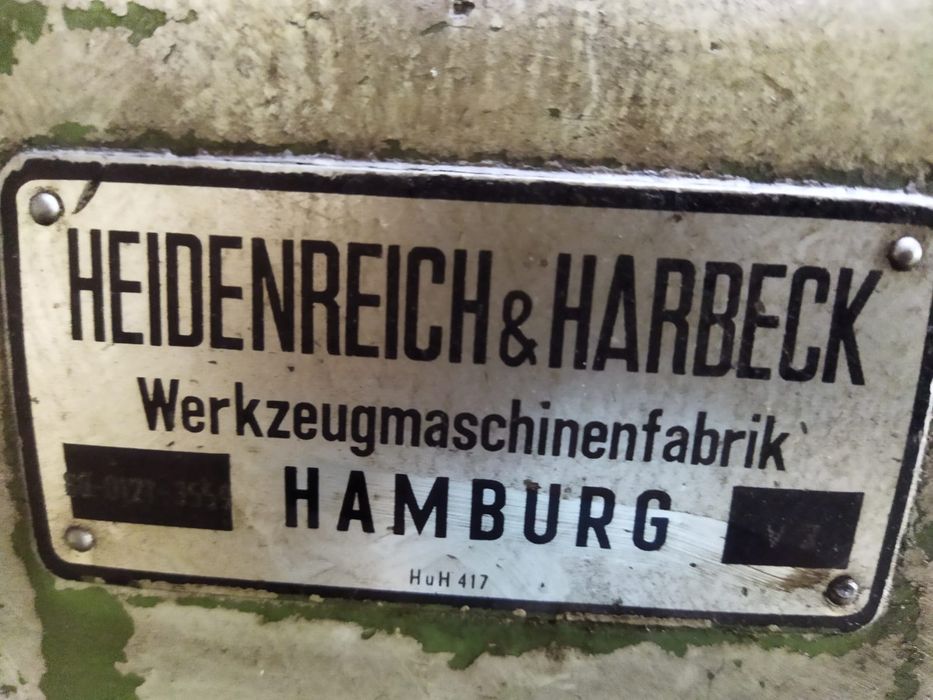 HEIDENREICH & HARBECK
Werkzeugmaschinenfabrik
HAMBURG
HuH 417